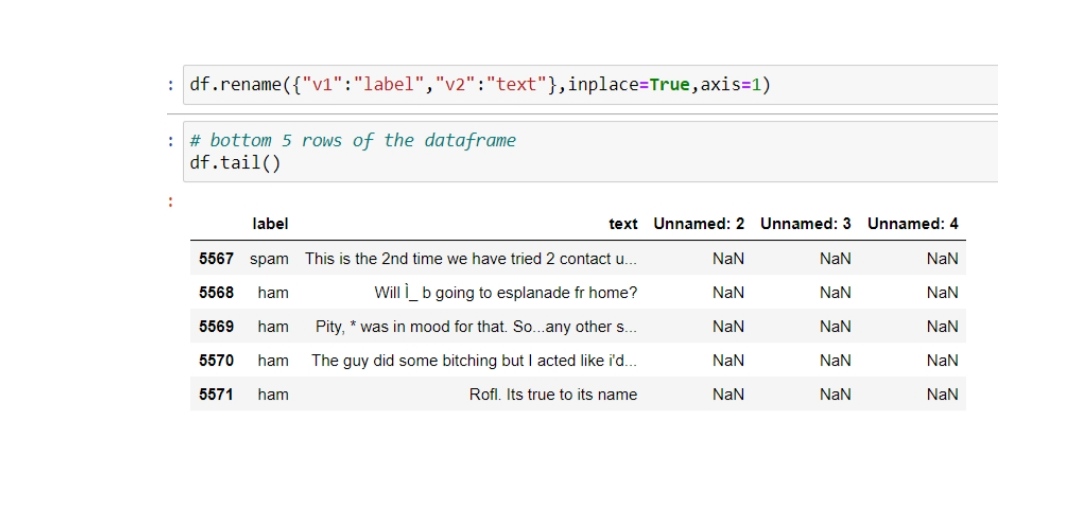 : df.rename({"v1":"label","v2":"text"},inplace=True,axis=1)
: # bottom 5 rows of the dataframe
df.tail()
:
label text Unnamed: 2 Unnamed: 3 Unnamed: 4
5567 spam This is the 2nd time we have tried 2 contact u... NaN NaN NaN
5568 ham Will Ì_ b going to esplanade fr home? NaN NaN NaN
5569 ham Pity, * was in mood for that. So...any other s... NaN NaN NaN
5570 ham The guy did some bitching but I acted like i'd... NaN NaN NaN
5571 ham Rofl. Its true to its name NaN NaN NaN